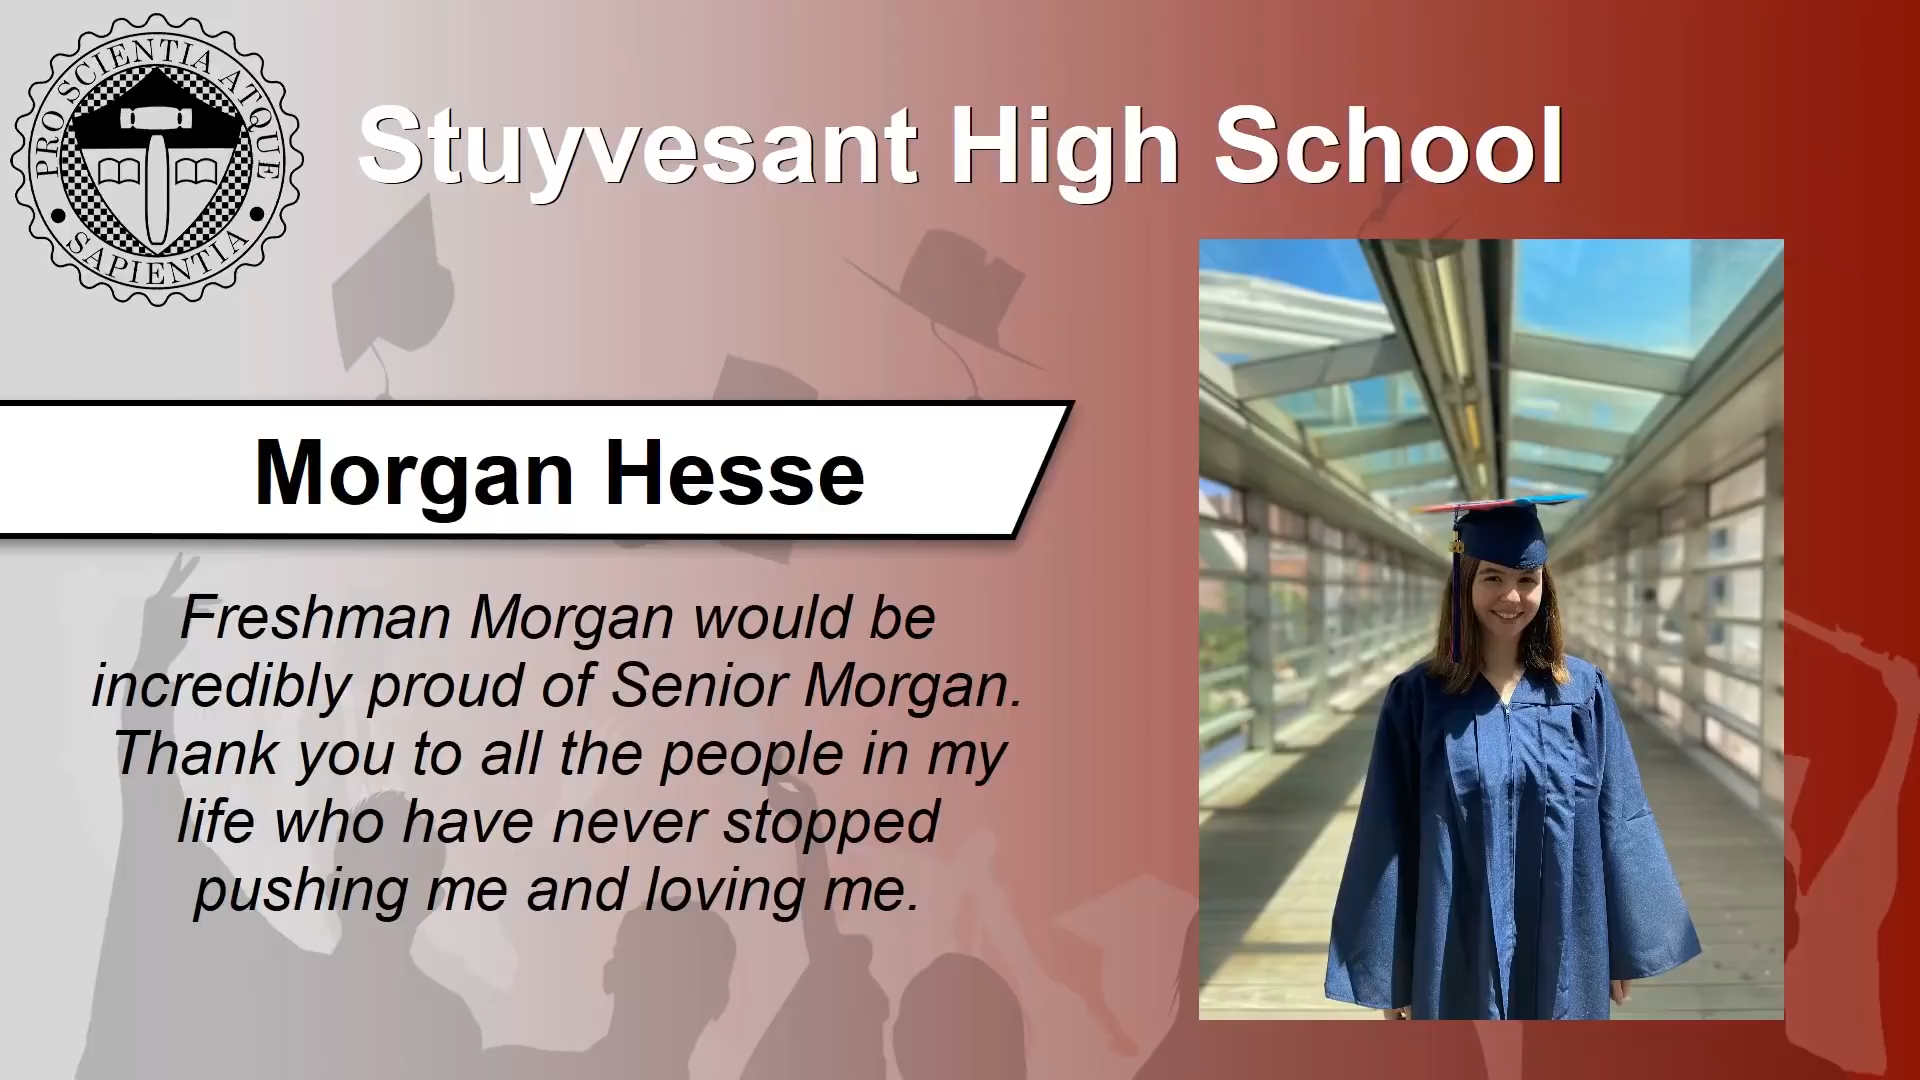 PRO SCIENTIA ATQUE
SAPIENTIA
Stuyvesant High School
Morgan Hesse
Freshman Morgan would be
incredibly proud of Senior Morgan.
Thank you to all the people in my
life who have never stopped
pushing me and loving me.